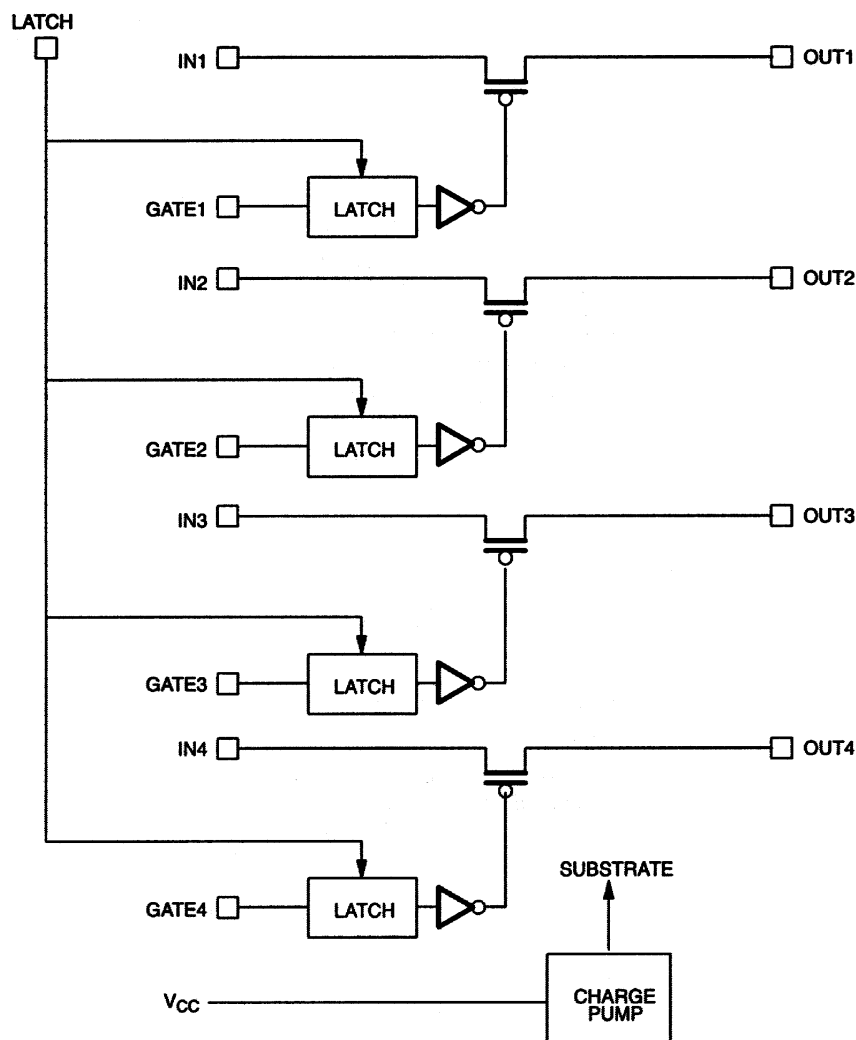 LATCH
IN1
OUT1
GATE1
LATCH
IN2
OUT2
GATE2
LATCH
IN3
OUT3
GATE3
LATCH
IN4
OUT4
GATE4
LATCH
SUBSTRATE
VCC
CHARGE
PUMP